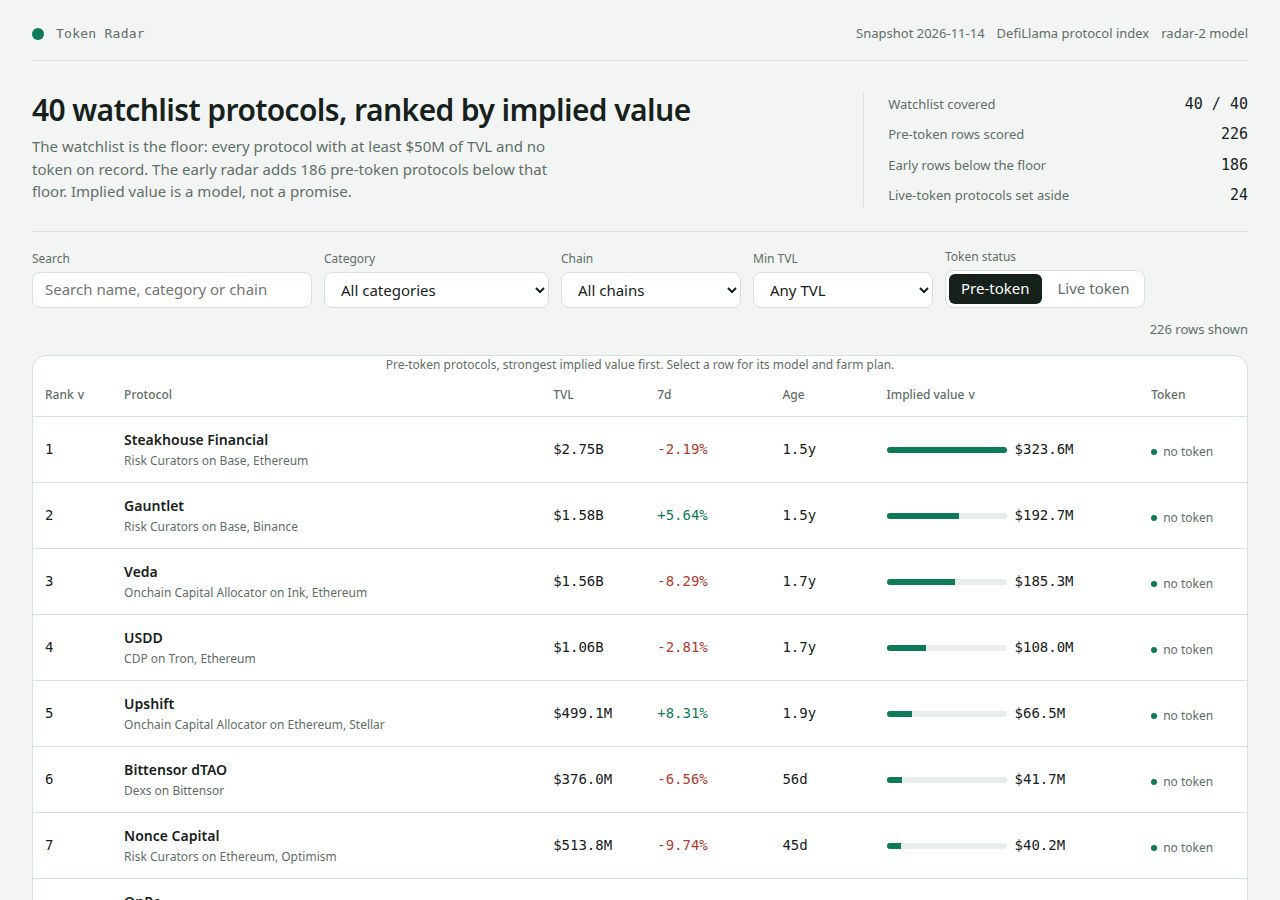 Token Radar
Snapshot 2026-11-14 DefiLlama protocol index radar-2 model
40 watchlist protocols, ranked by implied value
The watchlist is the floor: every protocol with at least $50M of TVL and no
token on record. The early radar adds 186 pre-token protocols below that
floor. Implied value is a model, not a promise.
Watchlist covered 40 / 40
Pre-token rows scored 226
Early rows below the floor 186
Live-token protocols set aside 24
Search Category Chain Min TVL Token status
Search name, category or chain All categories All chains Any TVL Pre-token Live token
226 rows shown
Pre-token protocols, strongest implied value first. Select a row for its model and farm plan.
Rank v Protocol TVL 7d Age Implied value v Token
1 Steakhouse Financial $2.75B -2.19% 1.5y $323.6M no token
Risk Curators on Base, Ethereum
2 Gauntlet $1.58B +5.64% 1.5y $192.7M no token
Risk Curators on Base, Binance
3 Veda $1.56B -8.29% 1.7y $185.3M no token
Onchain Capital Allocator on Ink, Ethereum
4 USDD $1.06B -2.81% 1.7y $108.0M no token
CDP on Tron, Ethereum
5 Upshift $499.1M +8.31% 1.9y $66.5M no token
Onchain Capital Allocator on Ethereum, Stellar
6 Bittensor dTAO $376.0M -6.56% 56d $41.7M no token
Dexs on Bittensor
7 Nonce Capital $513.8M -9.74% 45d $40.2M no token
Risk Curators on Ethereum, Optimism